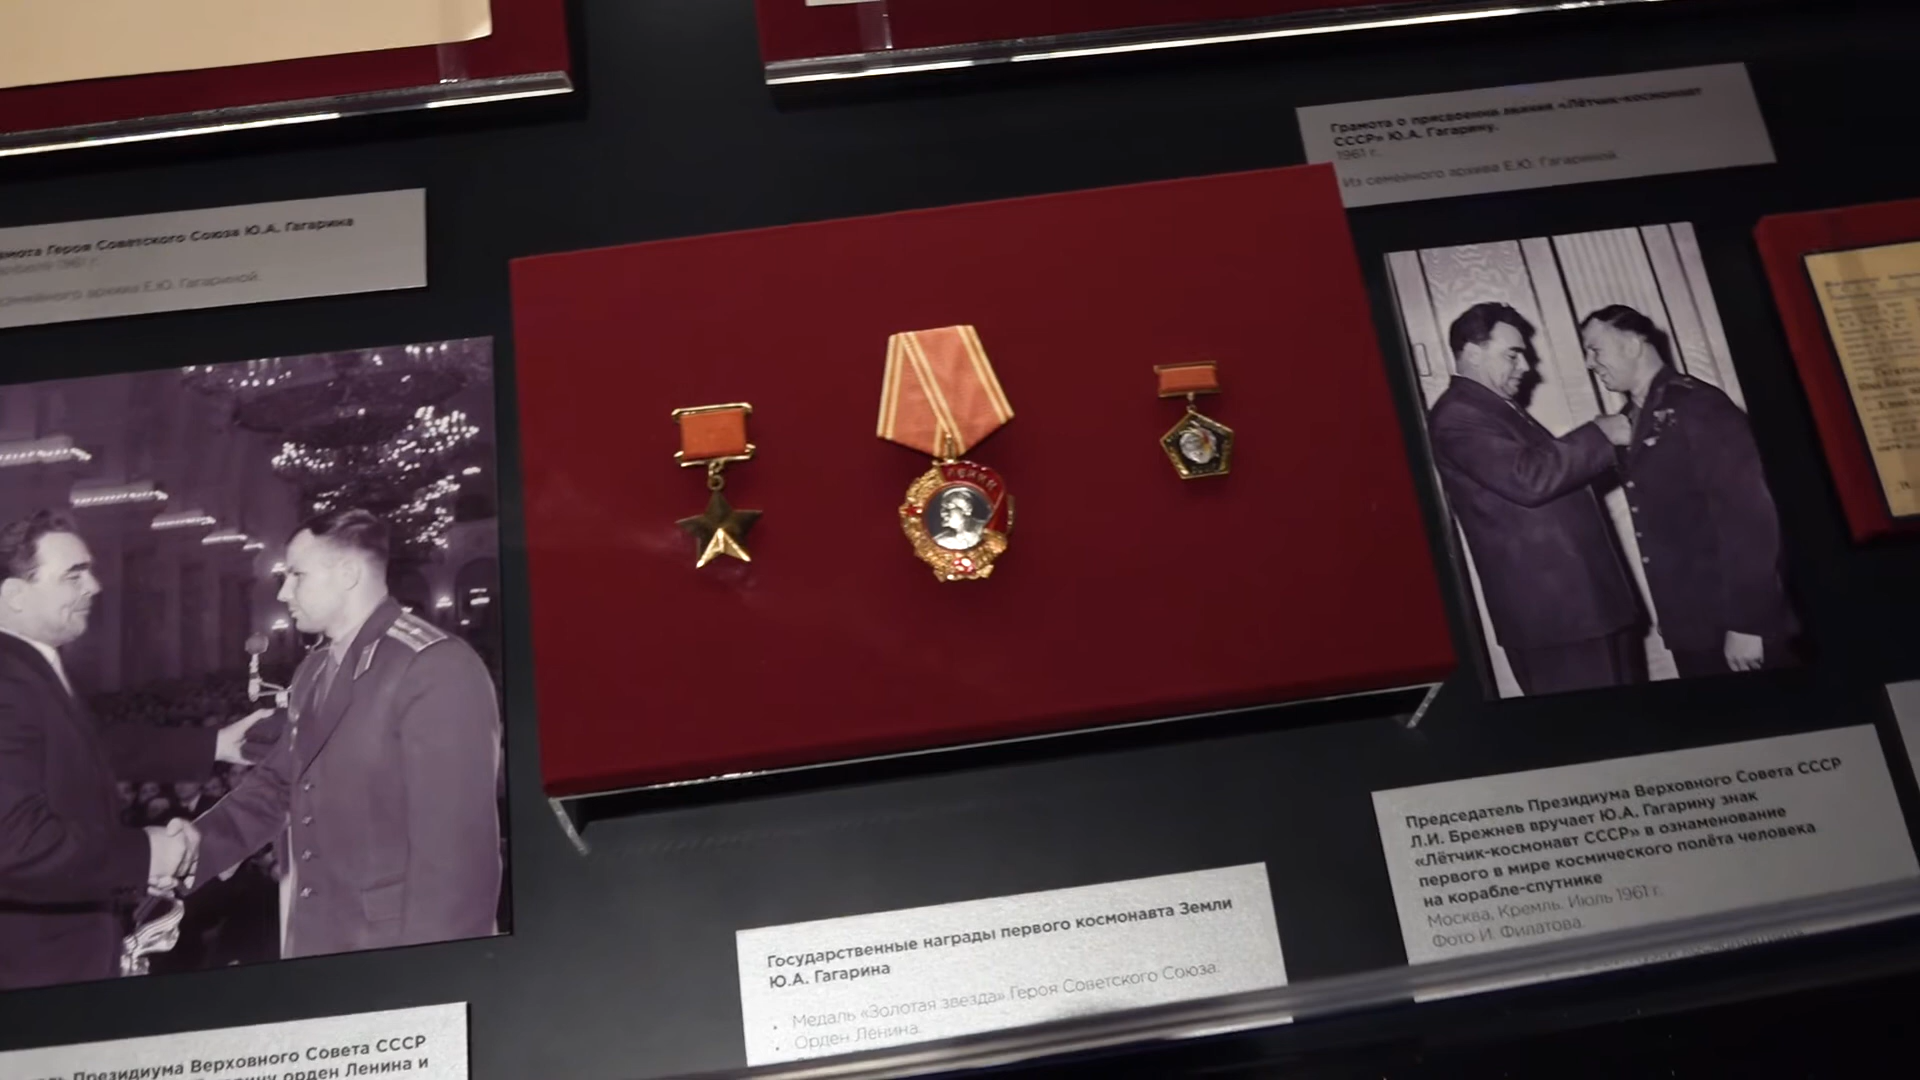 Грамота о присвоении звания «Лётчик-космонавт
СССР» Ю.А. Гагарину.
1961 г.
Из семейного архива Е.Ю. Гагариной.
Героя Советского Союза Ю.А. Гагарина
архива Е.Ю. Гагариной.
ЛЕНИН
Председатель Президиума Верховного Совета СССР
Л.И. Брежнев вручает Ю.А. Гагарину знак
«Лётчик-космонавт СССР» в ознаменование
первого в мире космического полёта человека
на корабле-спутнике
Москва, Кремль. Июль 1961 г.
Фото И. Филатова.
Государственные награды первого космонавта Земли
Ю.А. Гагарина
• Медаль «Золотая звезда» Героя Советского Союза.
• Орден Ленина.
Президиума Верховного Совета СССР
орден Ленина и